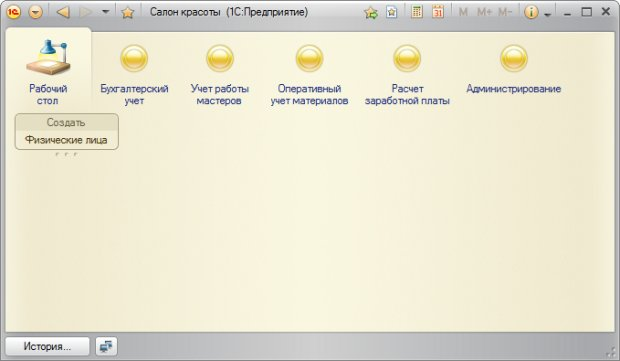 Салон красоты (1С:Предприятие)
M M+ M-
31
Рабочий
стол
Бухгалтерский
учет
Учет работы
мастеров
Оперативный
учет материалов
Расчет
заработной платы
Администрирование
Создать
Физические лица
История...